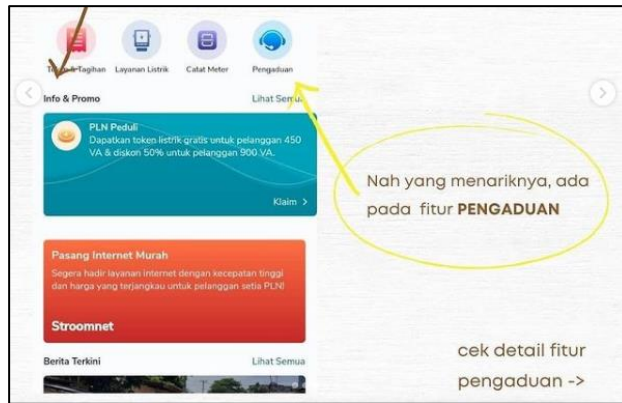 & Tagihan
Layanan Listrik
Catat Meter
Pengaduan
Info & Promo
Lihat Semua
PLN Peduli
Dapatkan token listrik gratis untuk pelanggan 450
VA & diskon 50% untuk pelanggan 900 VA.
Klaim >
Pasang Internet Murah
Segera hadir layanan internet dengan kecepatan tinggi
dan harga yang terjangkau untuk pelanggan setia PLN!
Stroomnet
Berita Terkini
Lihat Semua
Nah yang menariknya, ada
pada fitur PENGADUAN
cek detail fitur
pengaduan ->